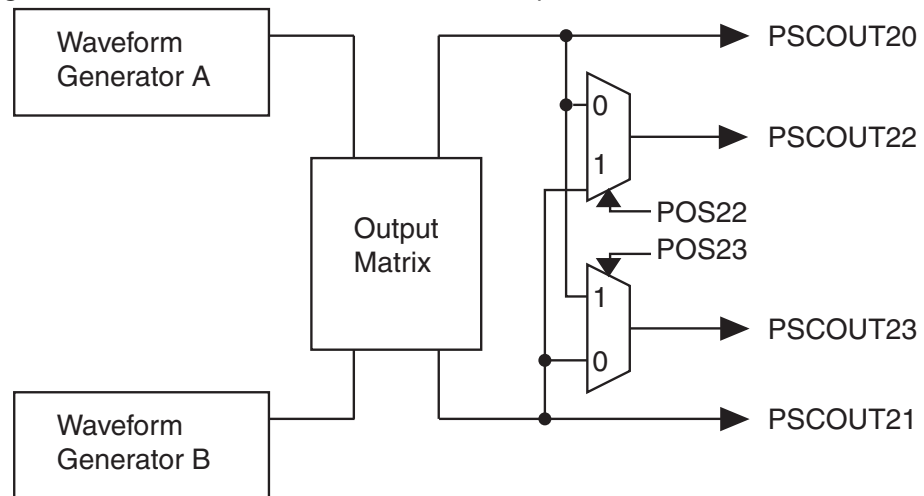 Waveform
Generator A
PSCOUT20
0
PSCOUT22
1
POS22
Output
Matrix
POS23
1
PSCOUT23
0
PSCOUT21
Waveform
Generator B